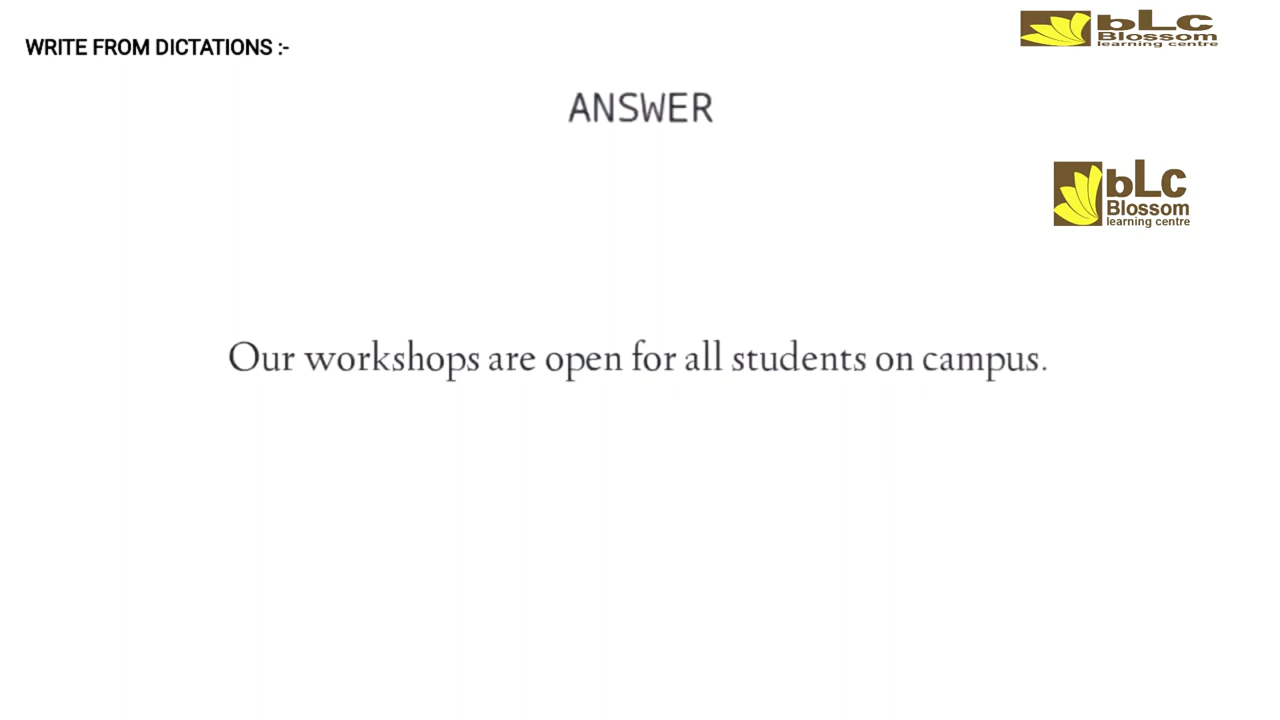 WRITE FROM DICTATIONS :-
bLc
Blossom
learning centre
ANSWER
bLc
Blossom
learning centre
Our workshops are open for all students on campus.